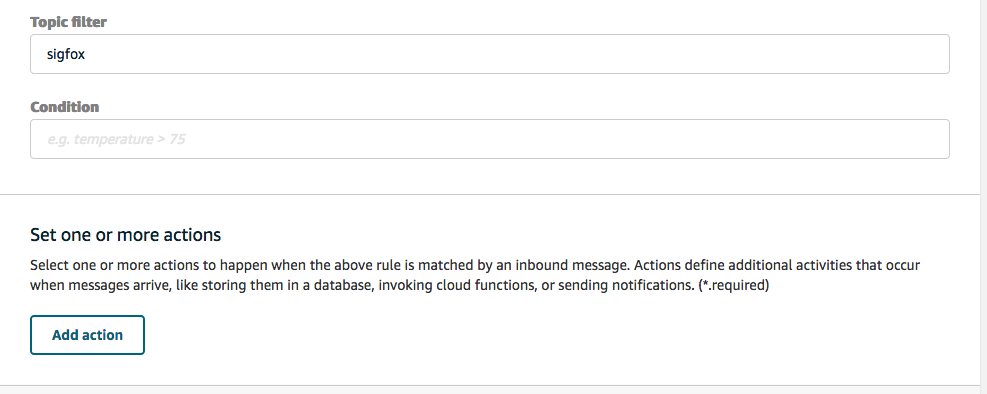 Topic filter
sigfox
Condition
e.g. temperature > 75
Set one or more actions
Select one or more actions to happen when the above rule is matched by an inbound message. Actions define additional activities that occur
when messages arrive, like storing them in a database, invoking cloud functions, or sending notifications. (*.required)
Add action